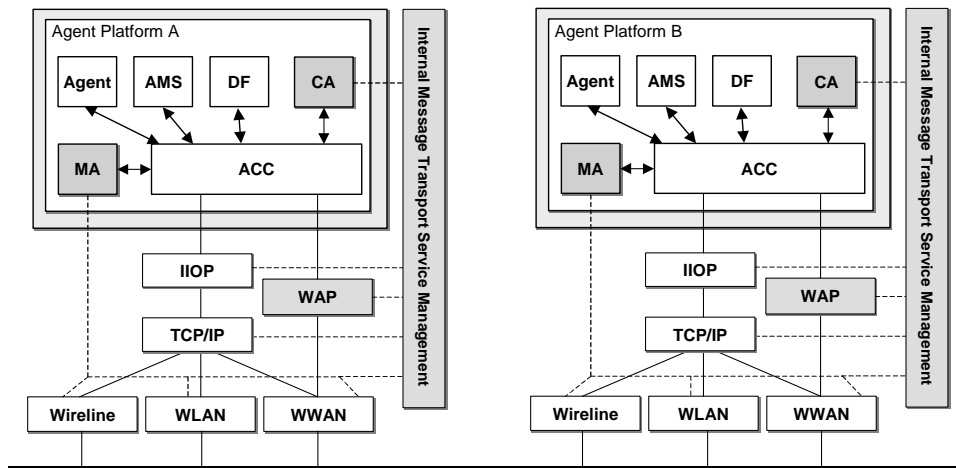 Agent Platform A
Agent
AMS
DF
CA
MA
ACC
IIOP
WAP
TCP/IP
Wireline
WLAN
WWAN
Internal Message Transport Service Management
Agent Platform B
Agent
AMS
DF
CA
MA
ACC
IIOP
WAP
TCP/IP
Wireline
WLAN
WWAN
Internal Message Transport Service Management